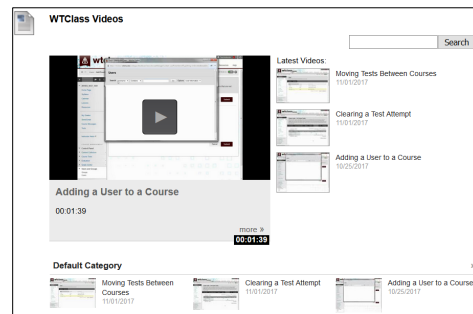 WTClass Videos
Search
Latest Videos:
Moving Tests Between Courses
11/01/2017
Clearing a Test Attempt
11/01/2017
Adding a User to a Course
10/25/2017
Adding a User to a Course
00:01:39
more »
00:01:39
Default Category
Moving Tests Between
Courses
11/01/2017
Clearing a Test Attempt
11/01/2017
Adding a User to a Course
10/25/2017